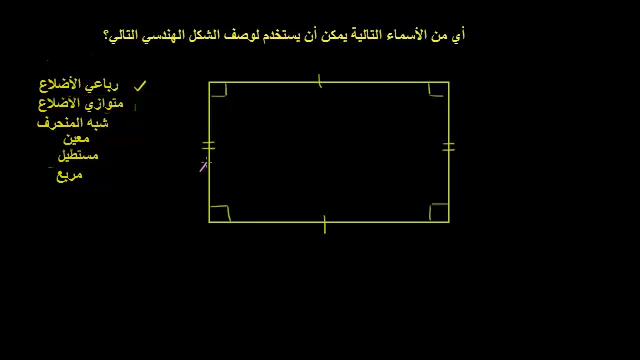 أي من الأسماء التالية يمكن أن يستخدم لوصف الشكل الهندسي التالي؟
رباعي الأضلاع
متوازي الأضلاع
شبه المنحرف
معين
مستطيل
مربع